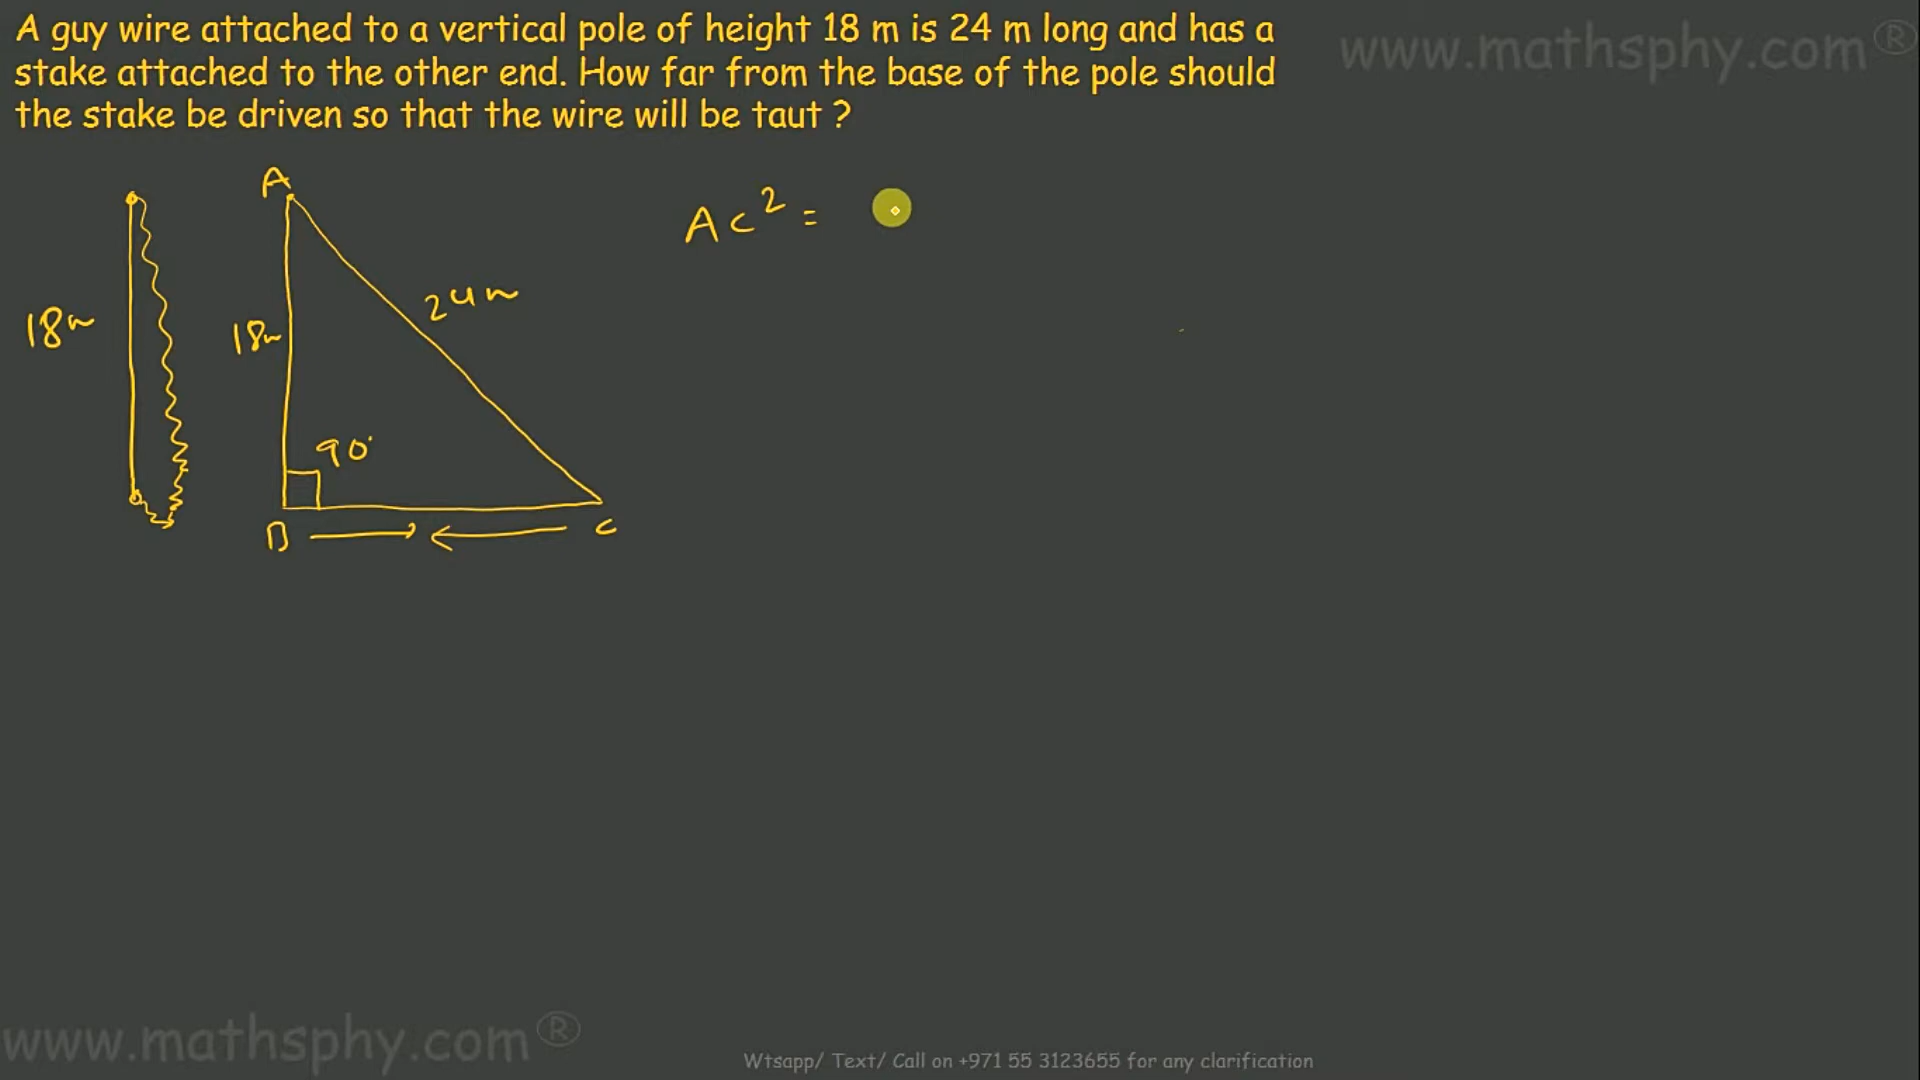 A guy wire attached to a vertical pole of height 18 m is 24 m long and has a
stake attached to the other end. How far from the base of the pole should
the stake be driven so that the wire will be taut ?
www.mathsphy.com®
A
AC² =
24m
18m
18m
90°
B
C
www.mathsphy.com®
Wtsapp/ Text/ Call on +971 55 3123655 for any clarification